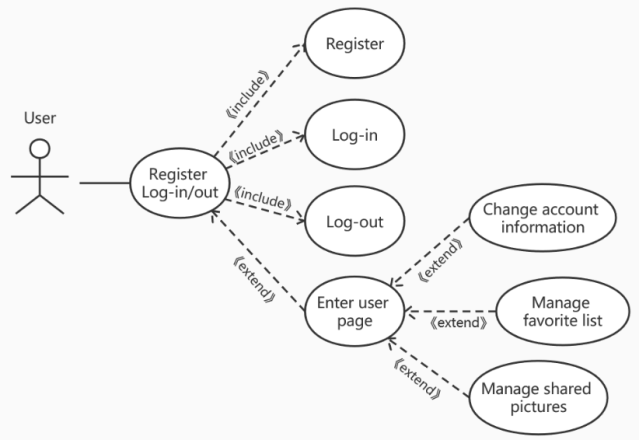 Register
User
《include》
Log-in
《include》
Register
Log-in/out
《include》
Log-out
Change account
information
《extend》
《extend》
Enter user
page
Manage
favorite list
《extend》
《extend》
Manage shared
pictures